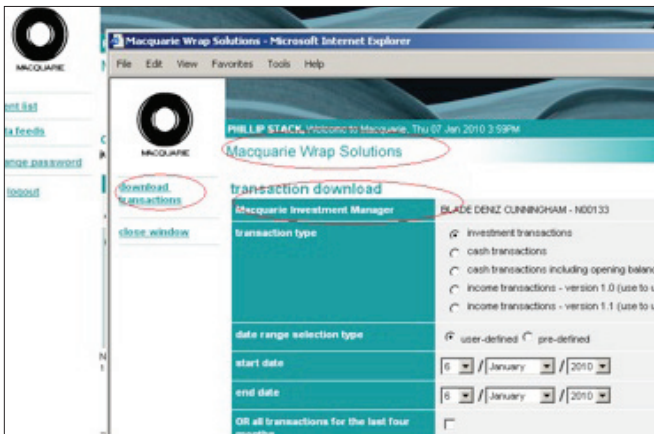 MACQUARIE
ent list
ta feeds
ange password
logout
Macquarie Wrap Solutions - Microsoft Internet Explorer
File Edit View Favorites Tools Help
MACQUARIE
PHILLIP STACK, Welcome to Macquarie, Thu 07 Jan 2010 3:59PM
Macquarie Wrap Solutions
download transactions
close window
transaction download
Macquarie Investment Manager BLADE DENIZ CUNNINGHAM - N00133
transaction type
investment transactions
cash transactions
cash transactions including opening balan
income transactions - version 1.0 (use to u
income transactions - version 1.1 (use to u
date range selection type user-defined pre-defined
start date 6 / January / 2010
end date 6 / January / 2010
OR all transactions for the last four
months